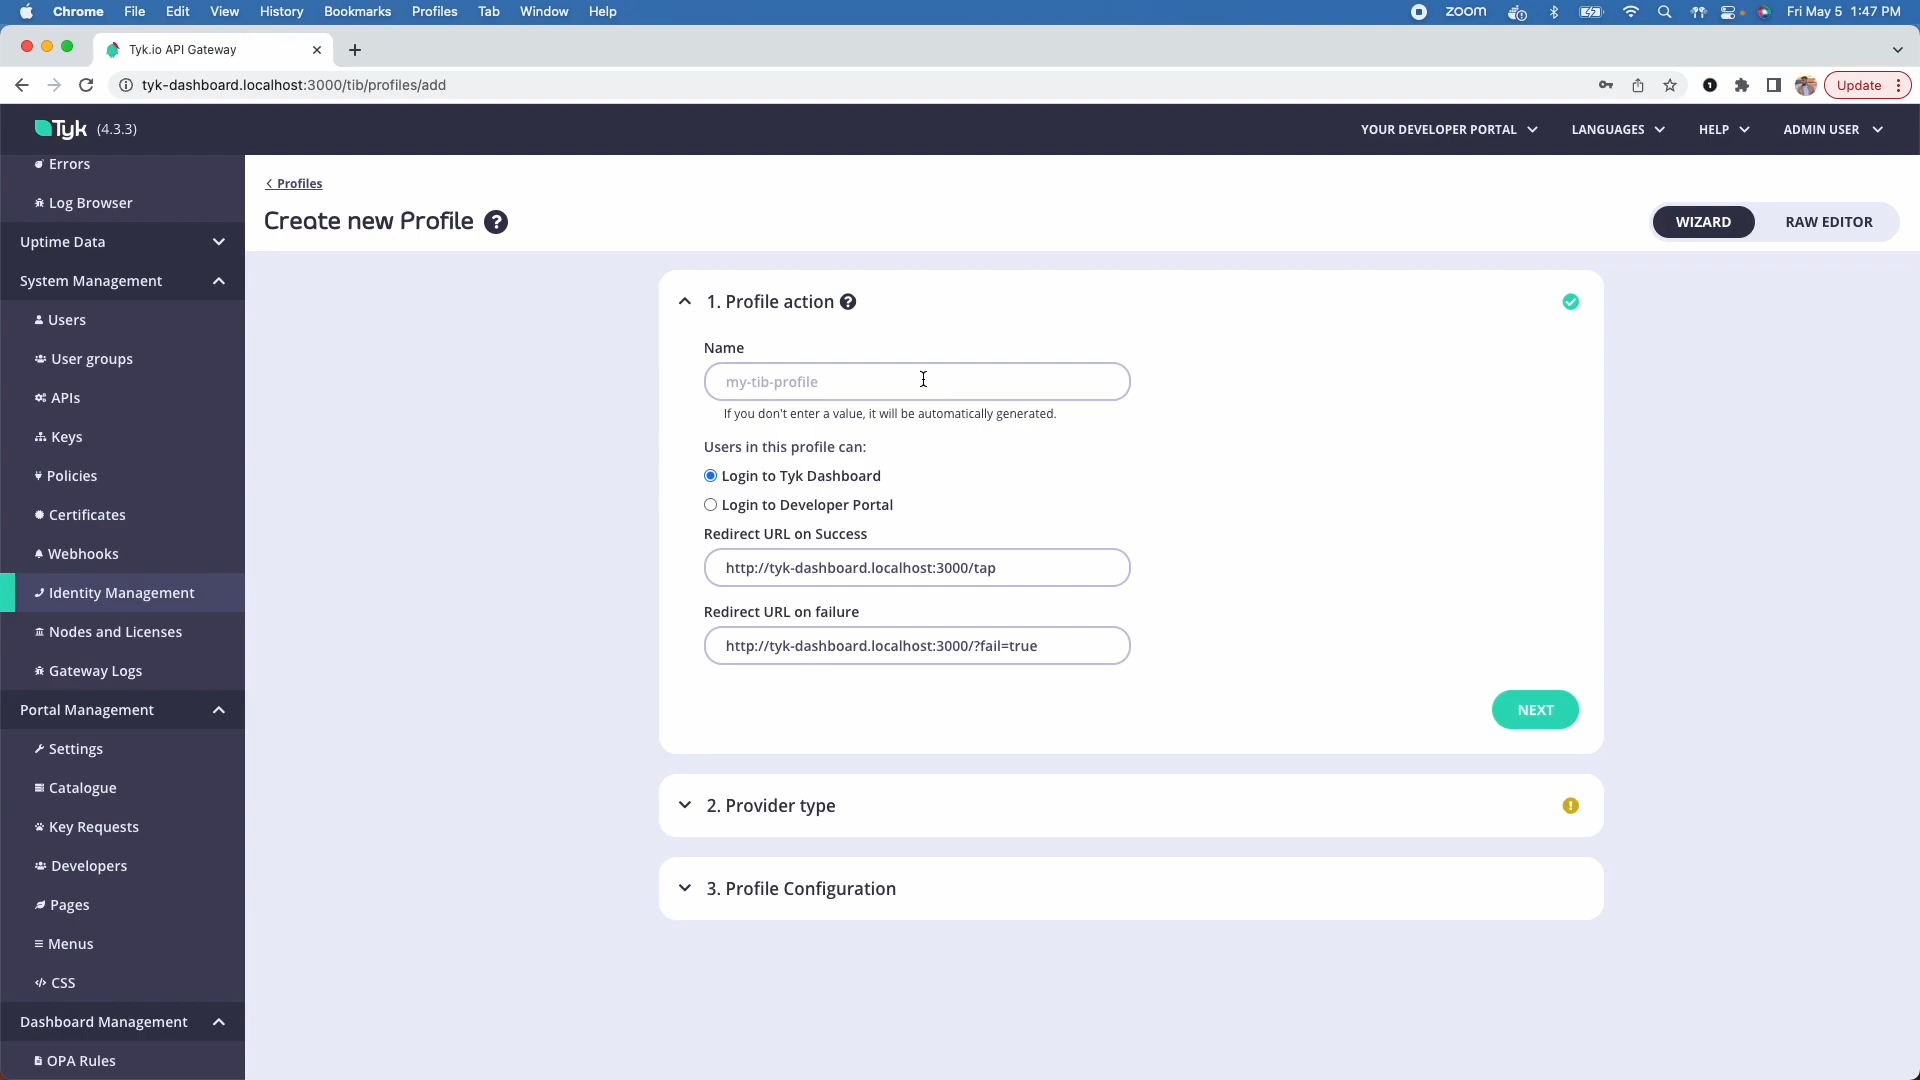 Chrome File Edit View History Bookmarks Profiles Tab Window Help
zoom Fri May 5 1:47 PM
Tyk.io API Gateway
tyk-dashboard.localhost:3000/tib/profiles/add
Update
Tyk (4.3.3)
YOUR DEVELOPER PORTAL LANGUAGES HELP ADMIN USER
Errors
Log Browser
Uptime Data
System Management
Users
User groups
APIs
Keys
Policies
Certificates
Webhooks
Identity Management
Nodes and Licenses
Gateway Logs
Portal Management
Settings
Catalogue
Key Requests
Developers
Pages
Menus
CSS
Dashboard Management
OPA Rules
< Profiles
Create new Profile ?
WIZARD RAW EDITOR
1. Profile action ?
Name
my-tib-profile
If you don't enter a value, it will be automatically generated.
Users in this profile can:
Login to Tyk Dashboard
Login to Developer Portal
Redirect URL on Success
http://tyk-dashboard.localhost:3000/tap
Redirect URL on failure
http://tyk-dashboard.localhost:3000/?fail=true
NEXT
2. Provider type
3. Profile Configuration